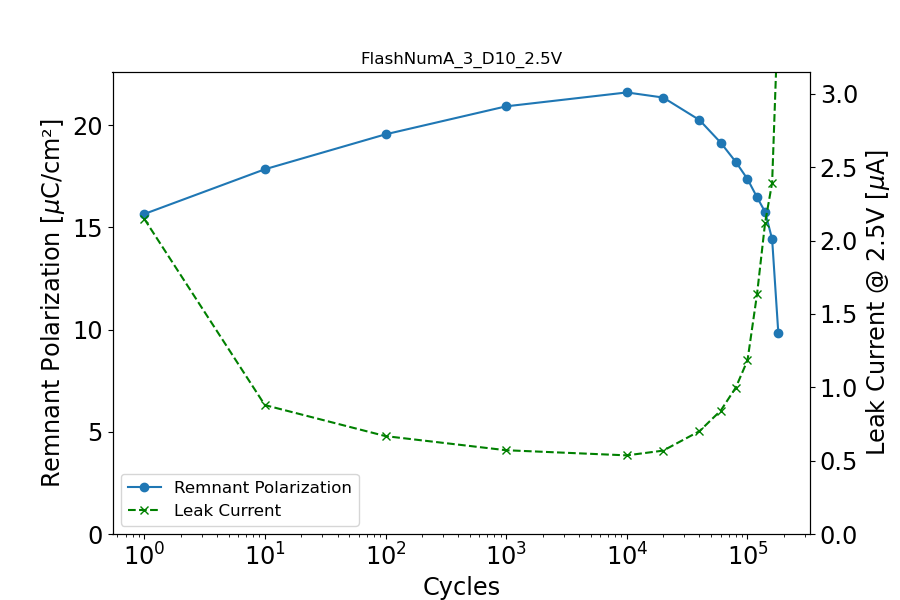 FlashNumA_3_D10_2.5V
Remnant Polarization [μC/cm²]
20
15
10
5
0
3.0
2.5
2.0
1.5
1.0
0.5
0.0
Leak Current @ 2.5V [μA]
Remnant Polarization
Leak Current
10⁰ 10¹ 10² 10³ 10⁴ 10⁵
Cycles